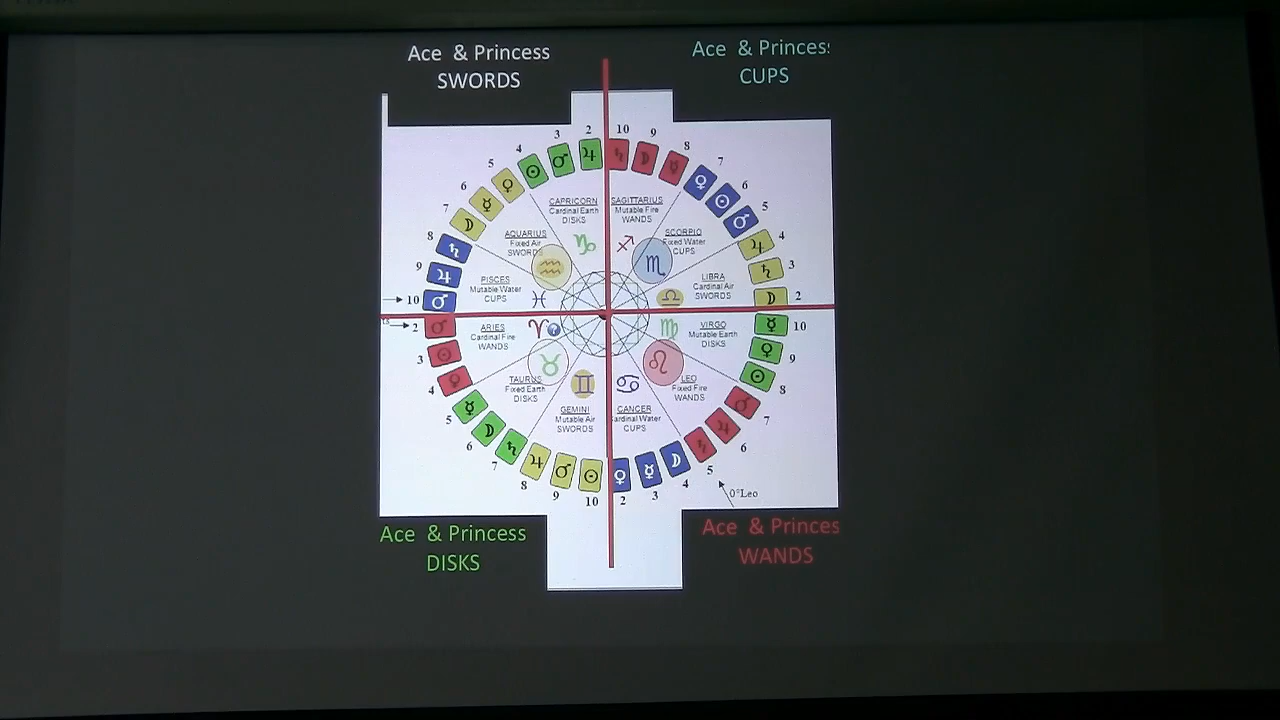 Ace & Princess
SWORDS
Ace & Princess
CUPS
3
2
10
9
4
8
5
7
6
6
7
5
8
4
9
3
10
2
2
10
3
9
4
8
5
7
6
6
7
5
8
4
9
3
10
2
CAPRICORN
Cardinal Earth
DISKS
SAGITTARIUS
Mutable Fire
WANDS
AQUARIUS
Fixed Air
SWORDS
SCORPIO
Fixed Water
CUPS
PISCES
Mutable Water
CUPS
LIBRA
Cardinal Air
SWORDS
ARIES
Cardinal Fire
WANDS
VIRGO
Mutable Earth
DISKS
TAURUS
Fixed Earth
DISKS
LEO
Fixed Fire
WANDS
GEMINI
Mutable Air
SWORDS
CANCER
Cardinal Water
CUPS
0°Leo
Ace & Princess
DISKS
Ace & Princes
WANDS